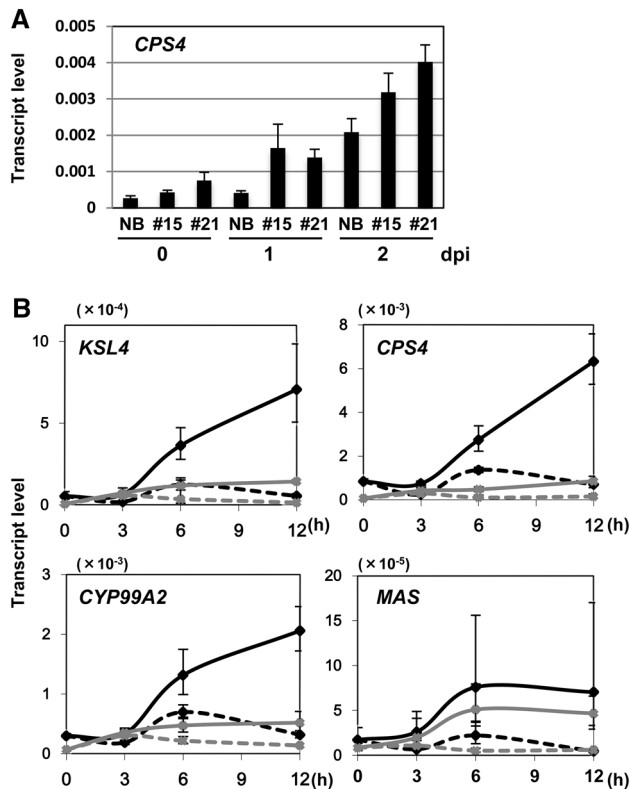 A
CPS4
Transcript level
0.005
0.004
0.003
0.002
0.001
0
NB #15 #21 NB #15 #21 NB #15 #21
0 1 2 dpi
B
(×10⁻⁴)
KSL4
10
5
0
0 3 6 9 12(h)
(×10⁻³)
CPS4
8
6
4
2
0
0 3 6 9 12(h)
Transcript level
(×10⁻³)
CYP99A2
3
2
1
0
0 3 6 9 12(h)
(×10⁻⁵)
MAS
20
15
10
5
0
0 3 6 9 12(h)